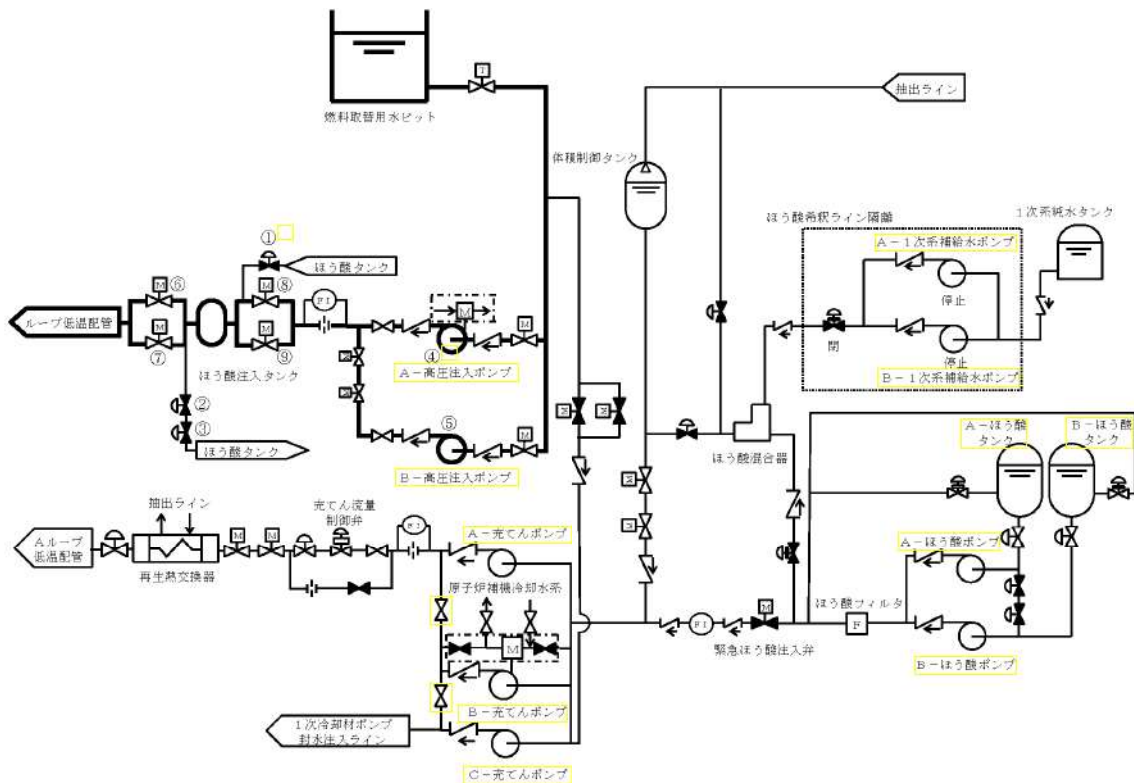 燃料取替用水ピット
抽出ライン
体積制御タンク
ほう酸希釈ライン隔離
1次系純水タンク
A-1次系補給水ポンプ
停止
閉
停止
B-1次系補給水ポンプ
①
ほう酸タンク
⑥
M
⑧
M
FI
M
M
ループ低温配管
⑦
M
⑨
M
④
A-高圧注入ポンプ
ほう酸注入タンク
②
③
ほう酸タンク
M
M
⑤
M
B-高圧注入ポンプ
M
M
ほう酸混合器
A-ほう酸
タンク
B-ほう酸
タンク
M
M
抽出ライン
充てん流量
制御弁
FI
Aループ
低温配管
M
M
再生熱交換器
A-充てんポンプ
原子炉補機冷却水系
M
A-ほう酸ポンプ
ほう酸フィルタ
F
FI
M
緊急ほう酸注入弁
B-ほう酸ポンプ
B-充てんポンプ
1次冷却材ポンプ
封水注入ライン
C-充てんポンプ